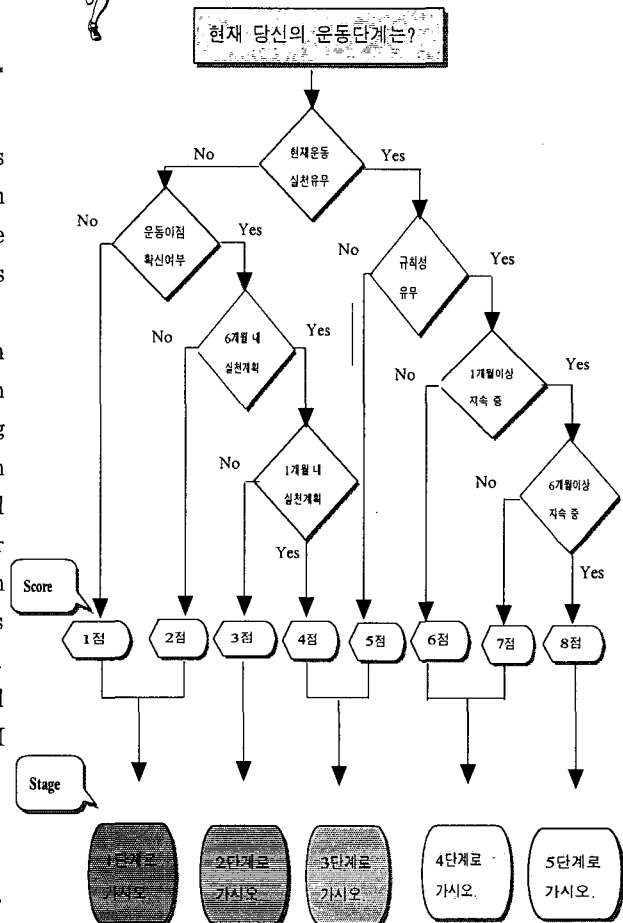 현재 당신의 운동단계는?
현재운동
실천유무
No
Yes
운동이점
확신여부
No
Yes
규칙성
유무
No
Yes
6개월 내
실천계획
No
Yes
1개월이상
지속 중
No
Yes
1개월 내
실천계획
No
Yes
6개월이상
지속 중
No
Yes
Score
1점
2점
3점
4점
5점
6점
7점
8점
Stage
1단계로
가시오.
2단계로
가시오.
3단계로
가시오.
4단계로
가시오.
5단계로
가시오.